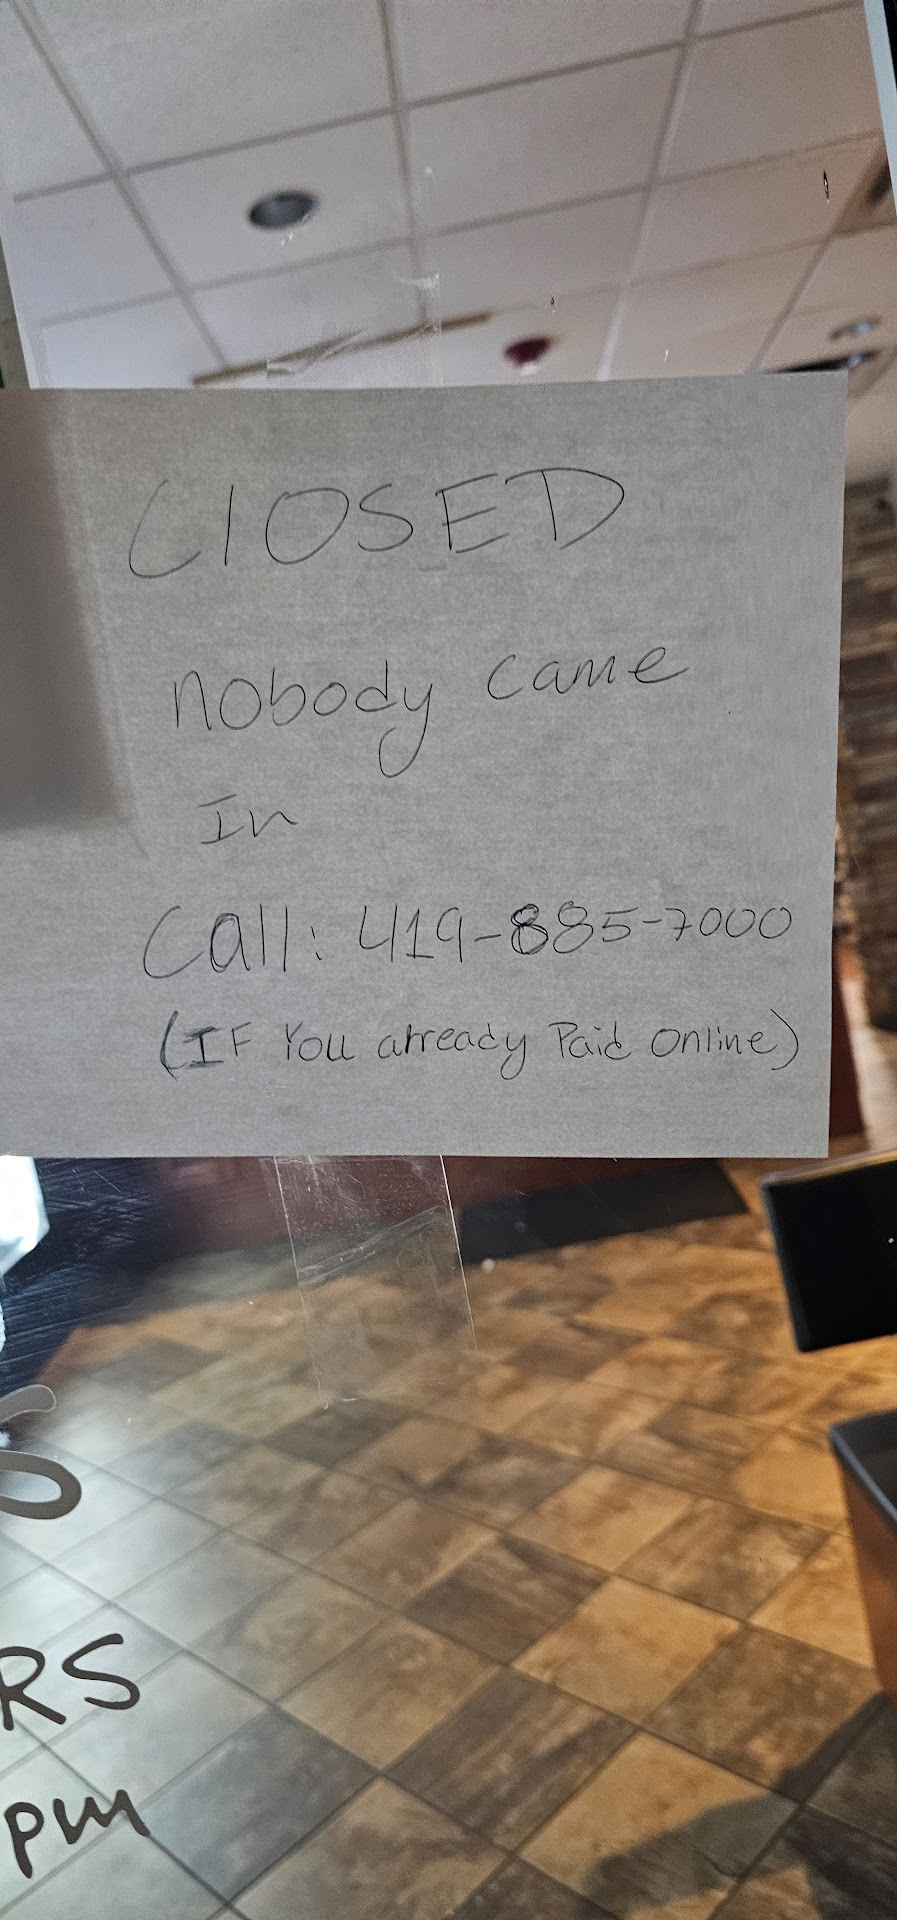 ClOSED
nobody came
In
Call: 419-885-7000
(IF You already Paid Online)
RS
pm